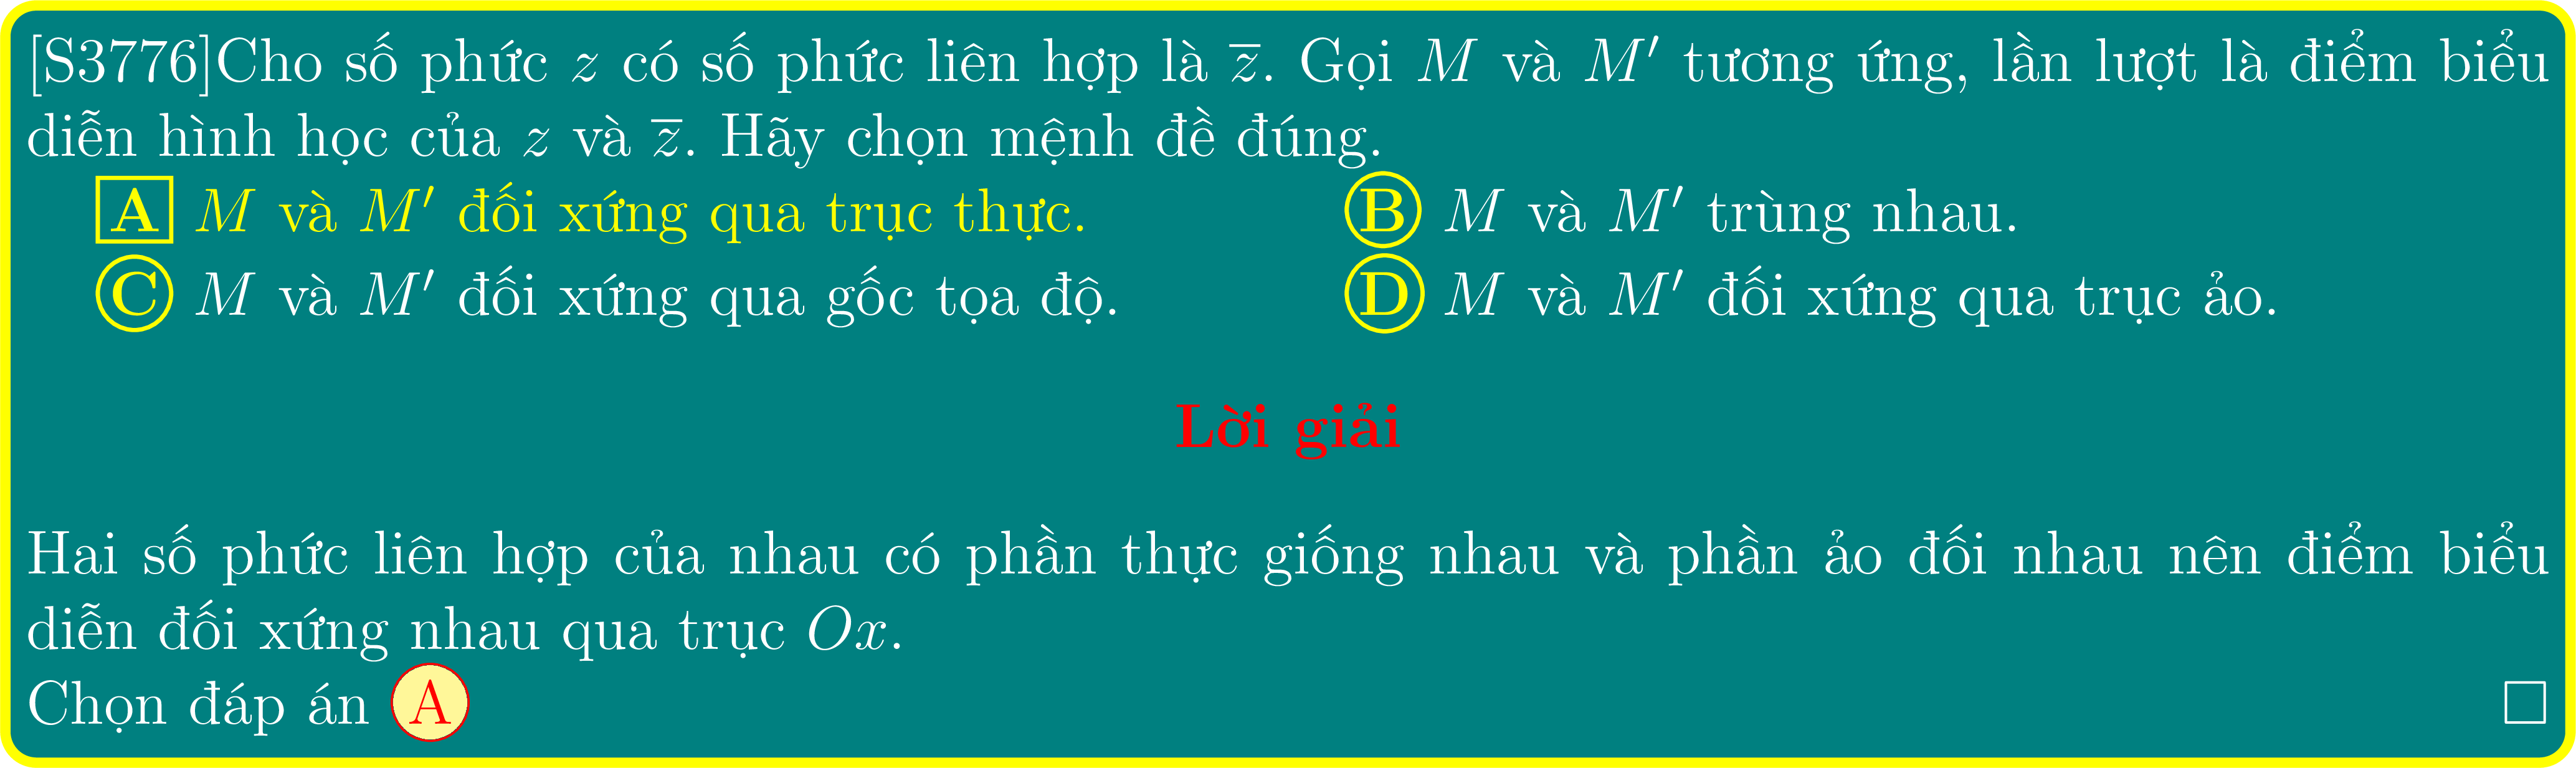 [S3776]Cho số phức z có số phức liên hợp là z̅. Gọi M và M′ tương ứng, lần lượt là điểm biểu
diễn hình học của z và z̅. Hãy chọn mệnh đề đúng.
A M và M′ đối xứng qua trục thực. B M và M′ trùng nhau.
C M và M′ đối xứng qua gốc tọa độ. D M và M′ đối xứng qua trục ảo.
Lời giải
Hai số phức liên hợp của nhau có phần thực giống nhau và phần ảo đối nhau nên điểm biểu
diễn đối xứng nhau qua trục Ox.
Chọn đáp án A □